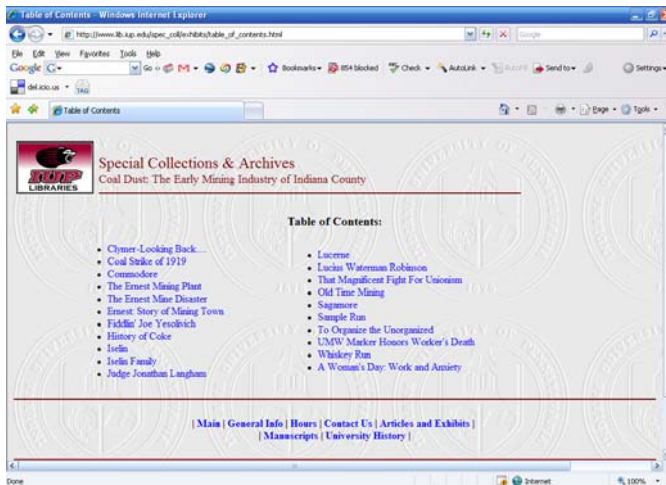 Table of Contents - Windows Internet Explorer
http://www.lib.iup.edu/spec_coll/exhibits/table_of_contents.html
Google
File Edit View Favorites Tools Help
Google G Go Bookmarks 854 blocked Check AutoLink AutoFill Send to Settings
del.icio.us TAG
Table of Contents Page Tools
IUP
LIBRARIES
Special Collections & Archives
Coal Dust: The Early Mining Industry of Indiana County
Table of Contents:
Clymer-Looking Back....
Coal Strike of 1919
Commodore
The Ernest Mining Plant
The Ernest Mine Disaster
Ernest: Story of Mining Town
Fiddlin' Joe Yesolivich
History of Coke
Iselin
Iselin Family
Judge Jonathan Langham
Lucerne
Lucius Waterman Robinson
That Magnificent Fight For Unionism
Old Time Mining
Sagamore
Sample Run
To Organize the Unorganized
UMW Marker Honors Worker's Death
Whiskey Run
A Woman's Day: Work and Anxiety
| Main | General Info | Hours | Contact Us | Articles and Exhibits |
| Manuscripts | University History |
Done Internet 100%